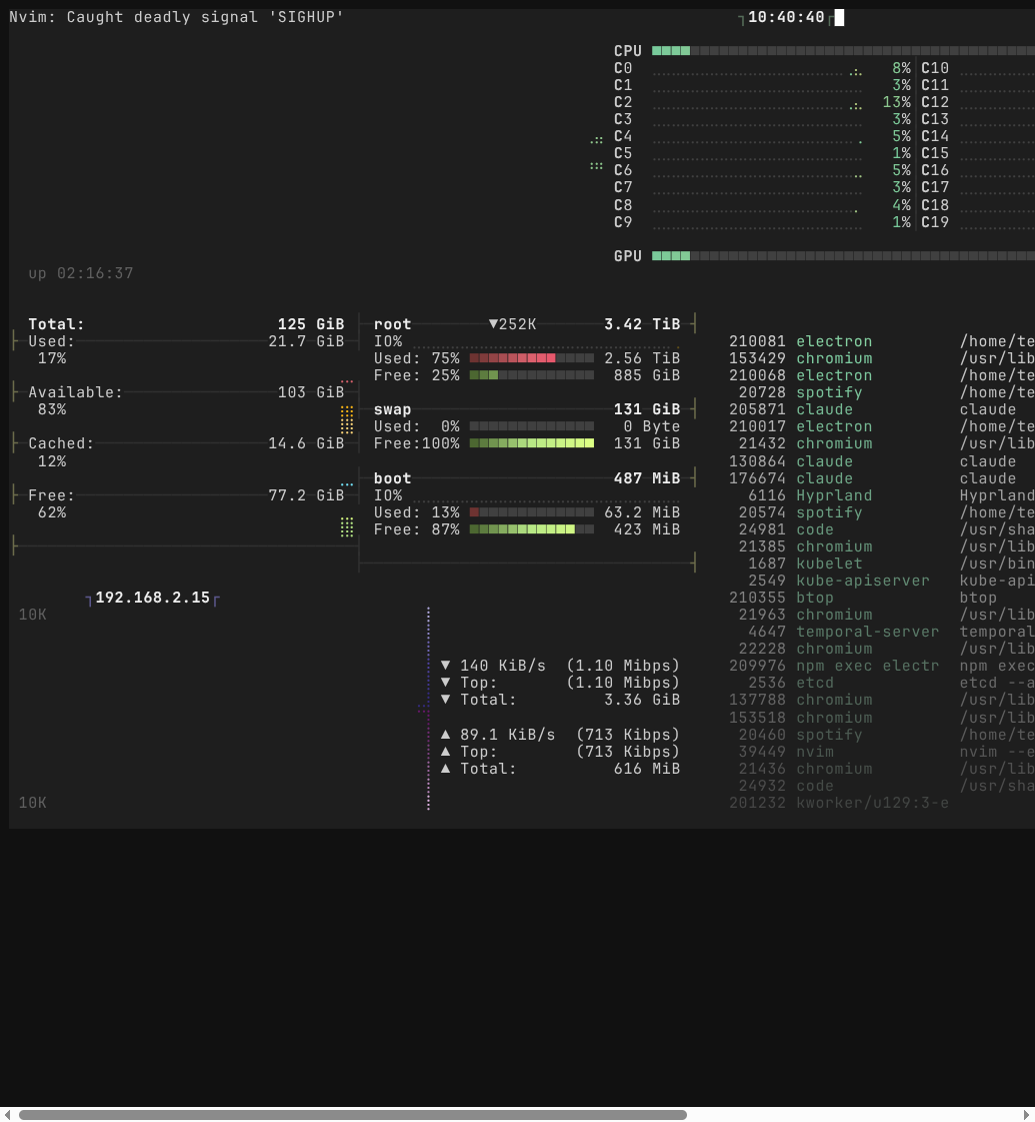 Nvim: Caught deadly signal 'SIGHUP' 10:40:40
CPU
C0 8% C10
C1 3% C11
C2 13% C12
C3 3% C13
C4 5% C14
C5 1% C15
C6 5% C16
C7 3% C17
C8 4% C18
C9 1% C19
GPU
up 02:16:37
Total: 125 GiB root ▼252K 3.42 TiB
Used: 21.7 GiB IO% 210081 electron /home/te
17% Used: 75% 2.56 TiB 153429 chromium /usr/lib
Free: 25% 885 GiB 210068 electron /home/te
Available: 103 GiB 20728 spotify /home/te
83% swap 131 GiB 205871 claude claude
Used: 0% 0 Byte 210017 electron /home/te
Cached: 14.6 GiB Free:100% 131 GiB 21432 chromium /usr/lib
12% 130864 claude claude
boot 487 MiB 176674 claude claude
Free: 77.2 GiB IO% 6116 Hyprland Hyprland
62% Used: 13% 63.2 MiB 20574 spotify /home/te
Free: 87% 423 MiB 24981 code /usr/sha
21385 chromium /usr/lib
1687 kubelet /usr/bin
2549 kube-apiserver kube-api
192.168.2.15 210355 btop btop
10K 21963 chromium /usr/lib
4647 temporal-server temporal
22228 chromium /usr/lib
▼ 140 KiB/s (1.10 Mibps) 209976 npm exec electr npm exec
▼ Top: (1.10 Mibps) 2536 etcd etcd --a
▼ Total: 3.36 GiB 137788 chromium /usr/lib
153518 chromium /usr/lib
▲ 89.1 KiB/s (713 Kibps) 20460 spotify /home/te
▲ Top: (713 Kibps) 39449 nvim nvim --e
▲ Total: 616 MiB 21436 chromium /usr/lib
24932 code /usr/sha
10K 201232 kworker/u129:3-e